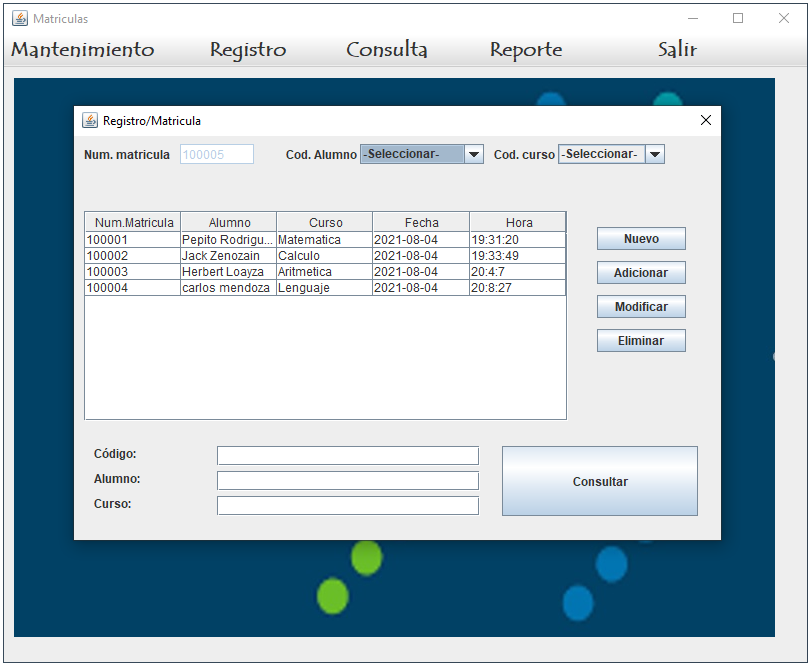 Matriculas
Mantenimiento Registro Consulta Reporte Salir
Registro/Matricula
Num. matricula 100005 Cod. Alumno -Seleccionar- Cod. curso -Seleccionar-
Num.Matricula Alumno Curso Fecha Hora
100001 Pepito Rodrigu... Matematica 2021-08-04 19:31:20
100002 Jack Zenozain Calculo 2021-08-04 19:33:49
100003 Herbert Loayza Aritmetica 2021-08-04 20:4:7
100004 carlos mendoza Lenguaje 2021-08-04 20:8:27
Nuevo
Adicionar
Modificar
Eliminar
Código:
Alumno:
Curso:
Consultar